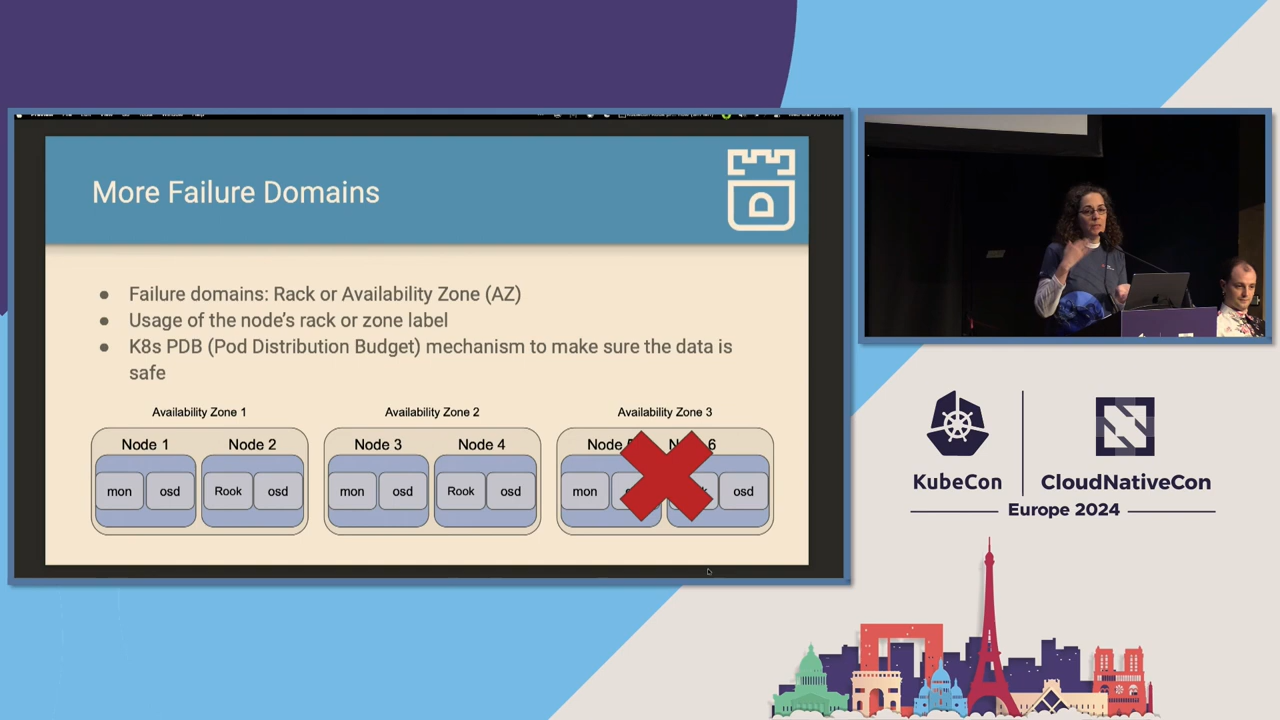 More Failure Domains
● Failure domains: Rack or Availability Zone (AZ)
● Usage of the node's rack or zone label
● K8s PDB (Pod Distribution Budget) mechanism to make sure the data is
safe
Availability Zone 1
Availability Zone 2
Availability Zone 3
Node 1
Node 2
Node 3
Node 4
Node
6
mon
osd
Rook
osd
mon
osd
Rook
osd
mon
osd
KubeCon
CloudNativeCon
Europe 2024